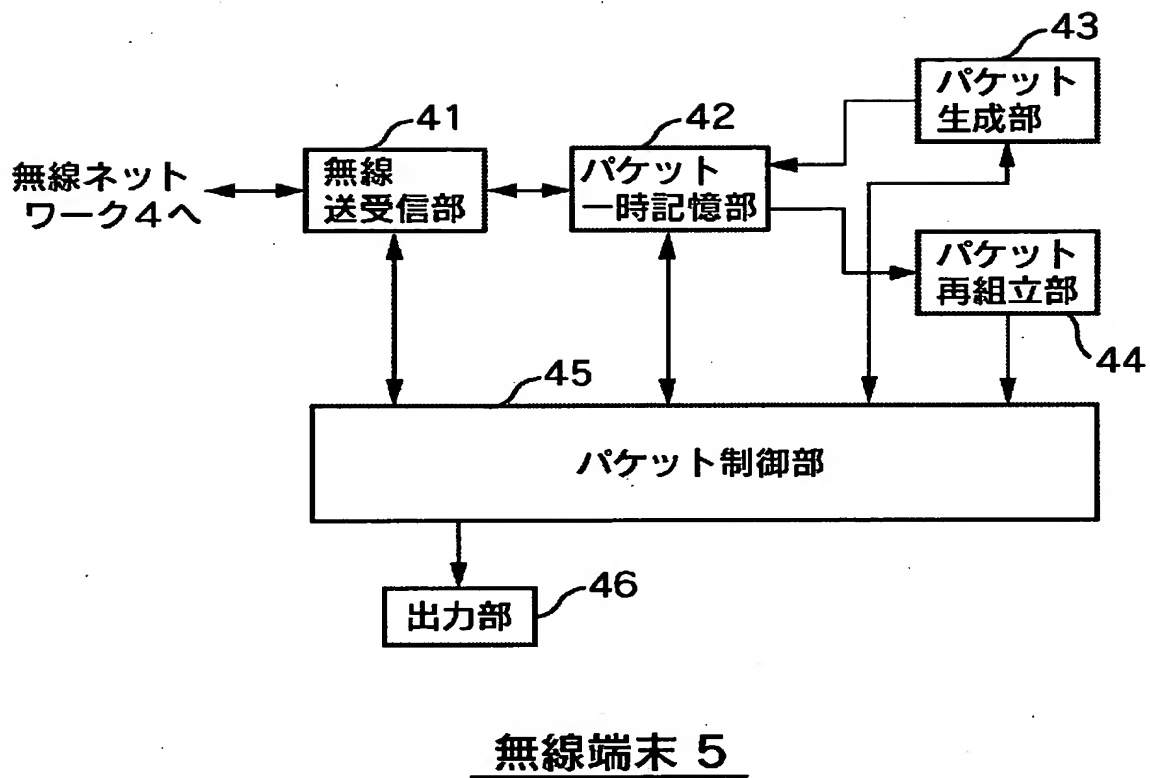 43
パケット
生成部
41
42
無線ネット
ワーク4へ
無線
送受信部
パケット
一時記憶部
パケット
再組立部
44
45
パケット制御部
46
出力部
無線端末 5